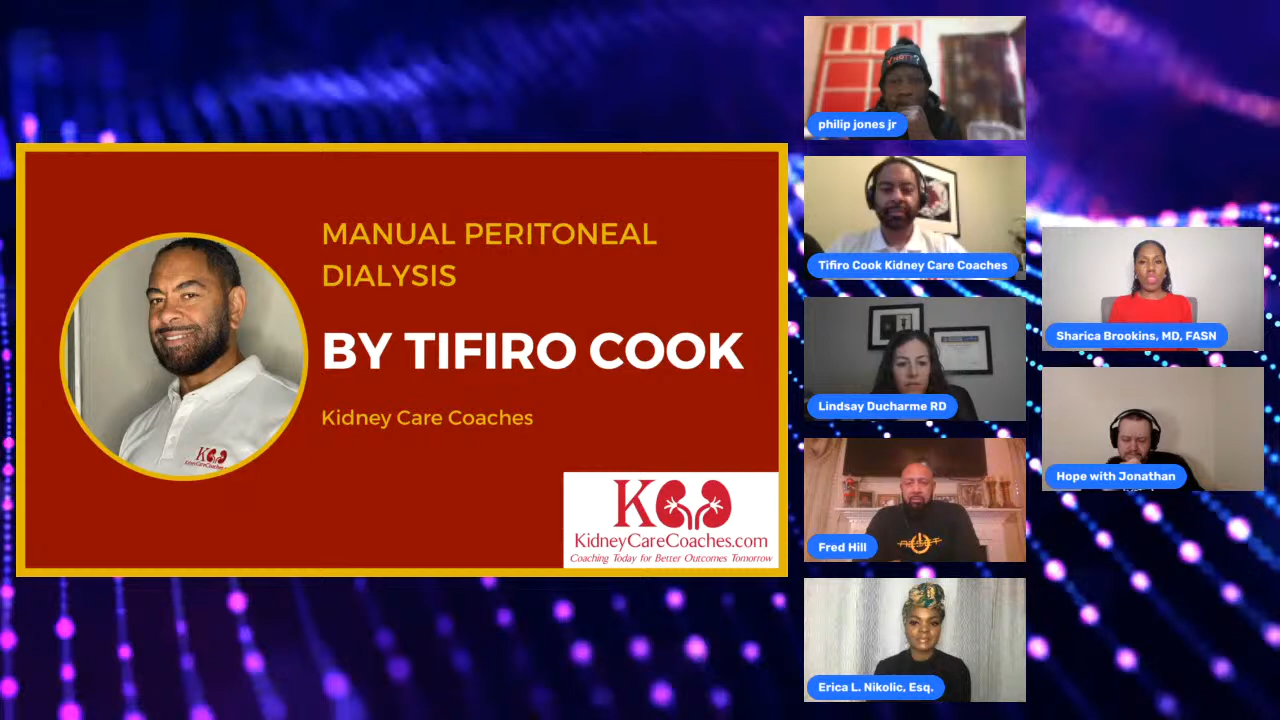 MANUAL PERITONEAL
DIALYSIS
BY TIFIRO COOK
Kidney Care Coaches
K
KidneyCareCoaches.com
Coaching Today for Better Outcomes Tomorrow
K
KidneyCareCoaches.com
philip jones jr
Tifiro Cook Kidney Care Coaches
Lindsay Ducharme RD
Fred Hill
Erica L. Nikolic, Esq.
Sharica Brookins, MD, FASN
Hope with Jonathan